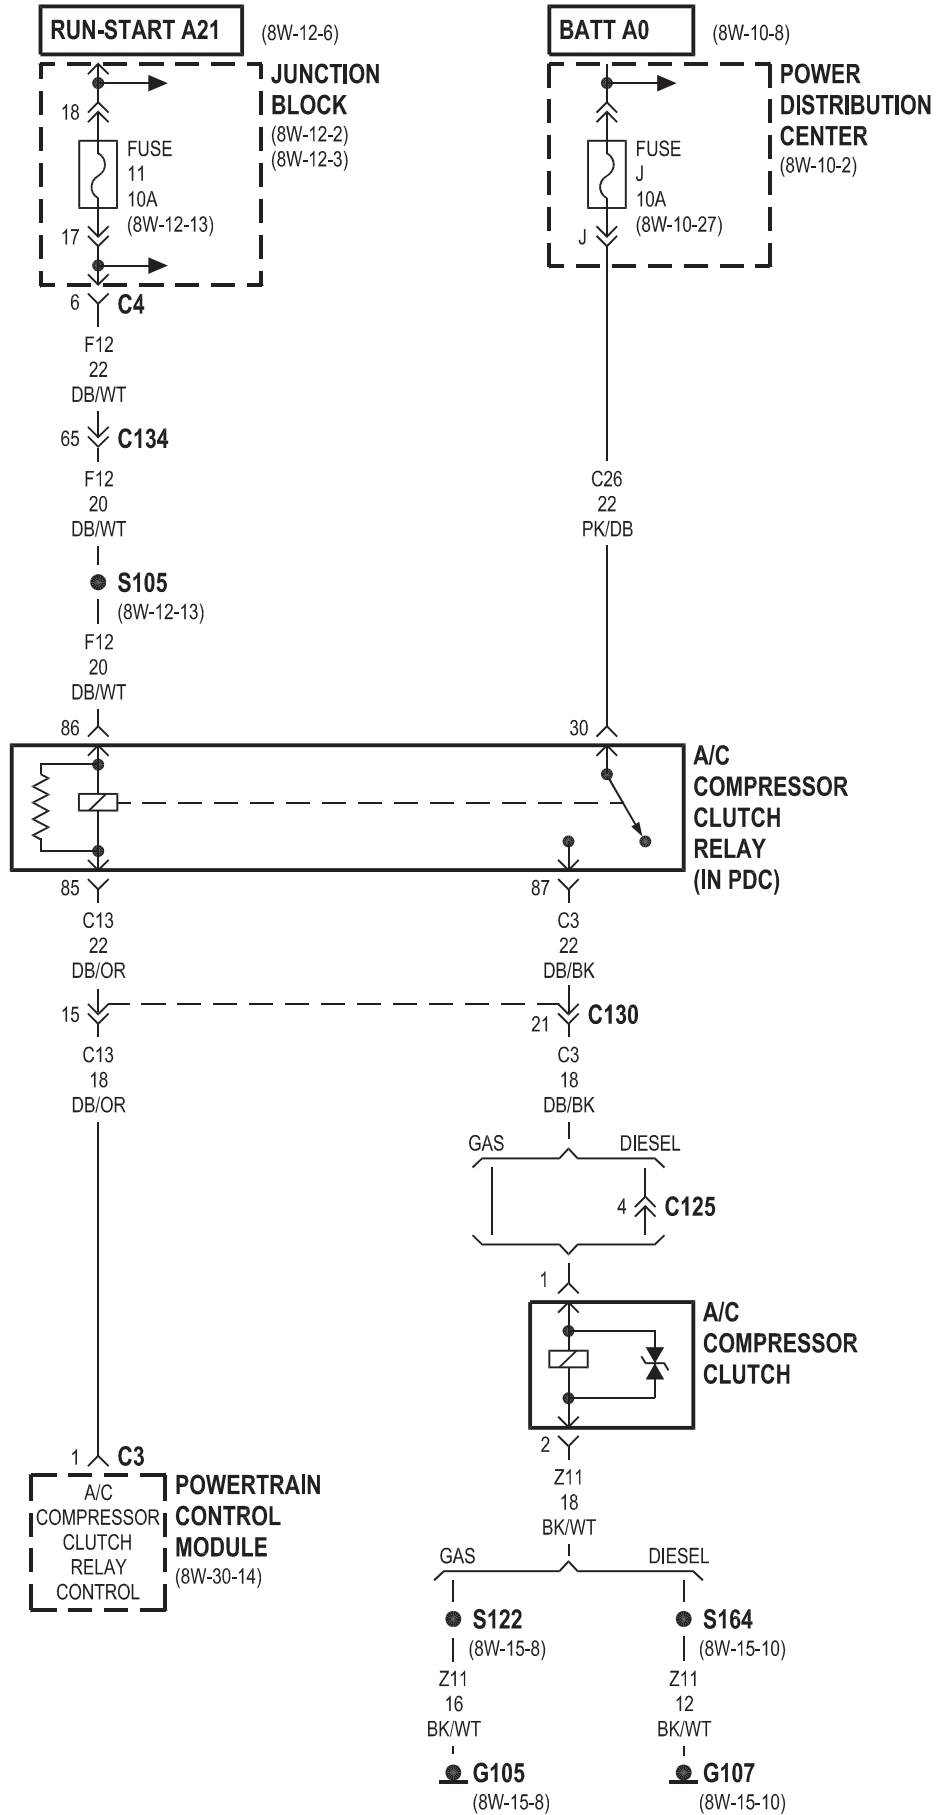 RUN-START A21
(8W-12-6)
BATT A0
(8W-10-8)
JUNCTION
BLOCK
(8W-12-2)
(8W-12-3)
18
FUSE
11
10A
(8W-12-13)
17
POWER
DISTRIBUTION
CENTER
(8W-10-2)
FUSE
J
10A
(8W-10-27)
J
6
C4
F12
22
DB/WT
65
C134
F12
20
DB/WT
S105
(8W-12-13)
F12
20
DB/WT
86
C26
22
PK/DB
30
A/C
COMPRESSOR
CLUTCH
RELAY
(IN PDC)
85
C13
22
DB/OR
87
C3
22
DB/BK
15
21
C130
C13
18
DB/OR
C3
18
DB/BK
GAS
DIESEL
4
C125
1
A/C
COMPRESSOR
CLUTCH
2
1
C3
A/C
COMPRESSOR
CLUTCH
RELAY
CONTROL
POWERTRAIN
CONTROL
MODULE
(8W-30-14)
Z11
18
BK/WT
GAS
DIESEL
S122
(8W-15-8)
S164
(8W-15-10)
Z11
16
BK/WT
Z11
12
BK/WT
G105
(8W-15-8)
G107
(8W-15-10)